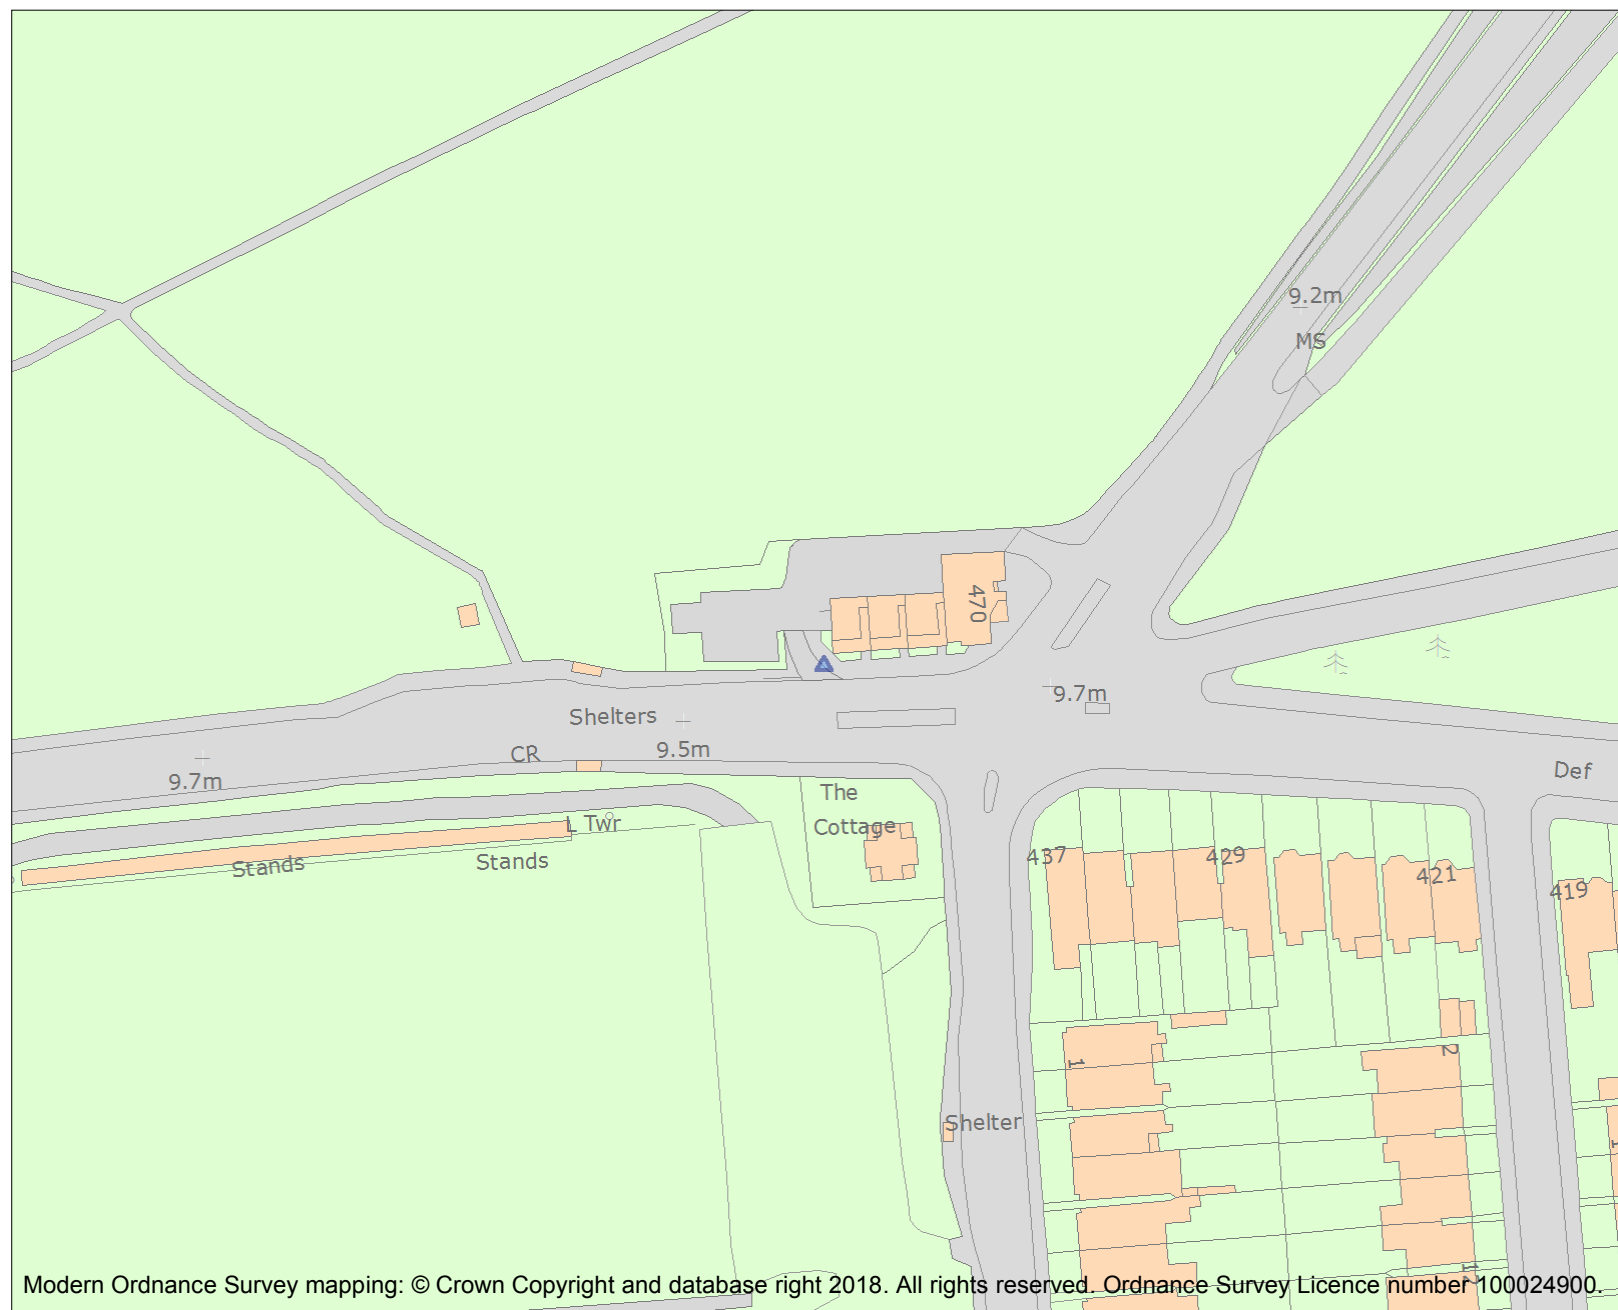 9.2m
MS
470
9.7m
Shelters
9.5m
CR
9.7m
Def
The
Cottage
L Twr
Stands
Stands
437
429
421
419
1
2
Shelter
1
12
Modern Ordnance Survey mapping: © Crown Copyright and database right 2018. All rights reserved. Ordnance Survey Licence number 100024900.